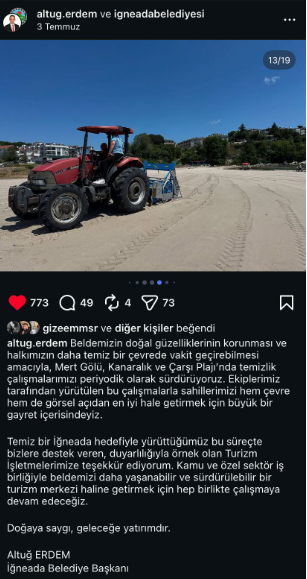 altug.erdem ve igneadabelediyesi
3 Temmuz
13/19
773 49 4 73
gizeemmsr ve diğer kişiler beğendi
altug.erdem Beldemizin doğal güzelliklerinin korunması ve
halkımızın daha temiz bir çevrede vakit geçirebilmesi
amacıyla, Mert Gölü, Kanaralık ve Çarşı Plajı’nda temizlik
çalışmalarımızı periyodik olarak sürdürüyoruz. Ekiplerimiz
tarafından yürütülen bu çalışmalarla sahillerimizi hem çevre
hem de görsel açıdan en iyi hale getirmek için büyük bir
gayret içerisindeyiz.
Temiz bir İğneada hedefiyle yürüttüğümüz bu süreçte
bizlere destek veren, duyarlılığıyla örnek olan Turizm
İşletmelerimize teşekkür ediyorum. Kamu ve özel sektör iş
birliğiyle beldemizi daha yaşanabilir ve sürdürülebilir bir
turizm merkezi haline getirmek için hep birlikte çalışmaya
devam edeceğiz.
Doğaya saygı, geleceğe yatırımdır.
Altuğ ERDEM
İğneada Belediye Başkanı